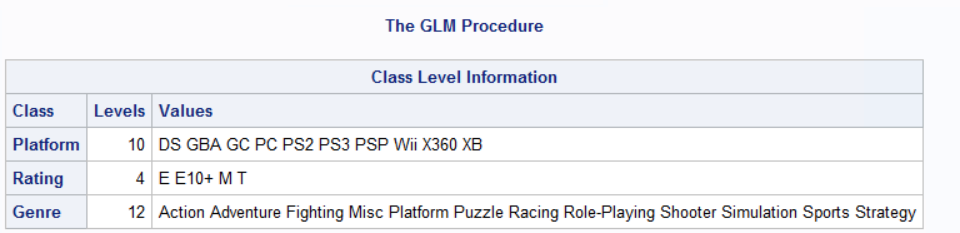 The GLM Procedure
Class Level Information
Class Levels Values
Platform 10 DS GBA GC PC PS2 PS3 PSP Wii X360 XB
Rating 4 E E10+ M T
Genre 12 Action Adventure Fighting Misc Platform Puzzle Racing Role-Playing Shooter Simulation Sports Strategy